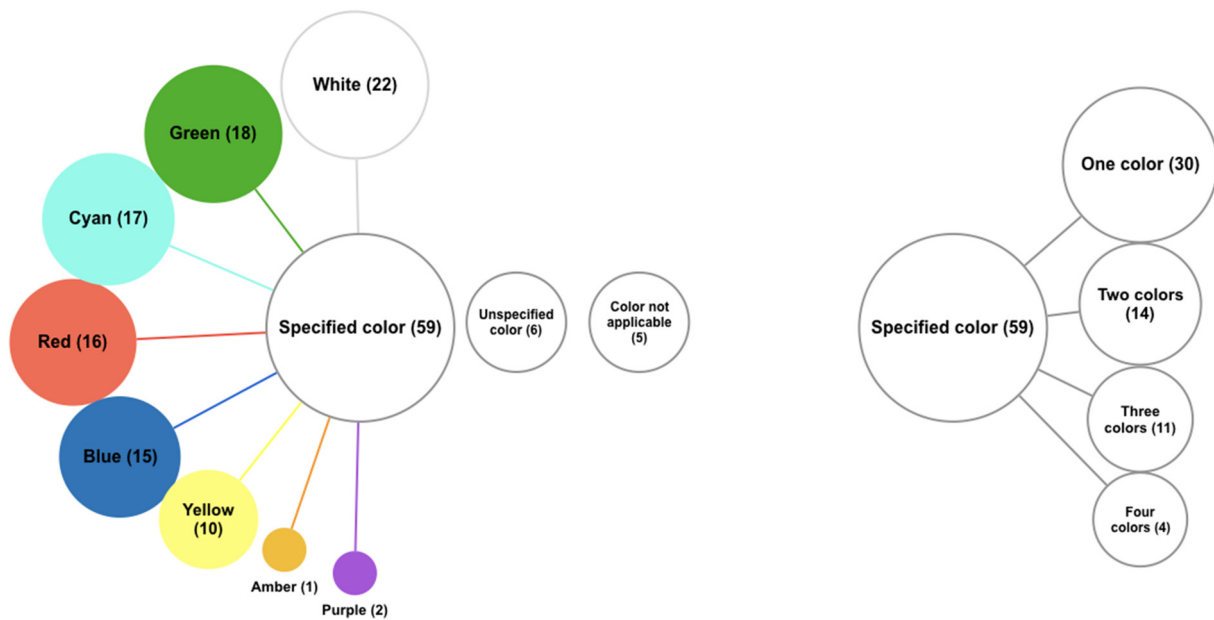 White (22)
Green (18)
Cyan (17)
Red (16)
Blue (15)
Yellow
(10)
Amber (1)
Purple (2)
Specified color (59)
Unspecified
color (6)
Color not
applicable
(5)
Specified color (59)
One color (30)
Two colors
(14)
Three
colors (11)
Four
colors (4)